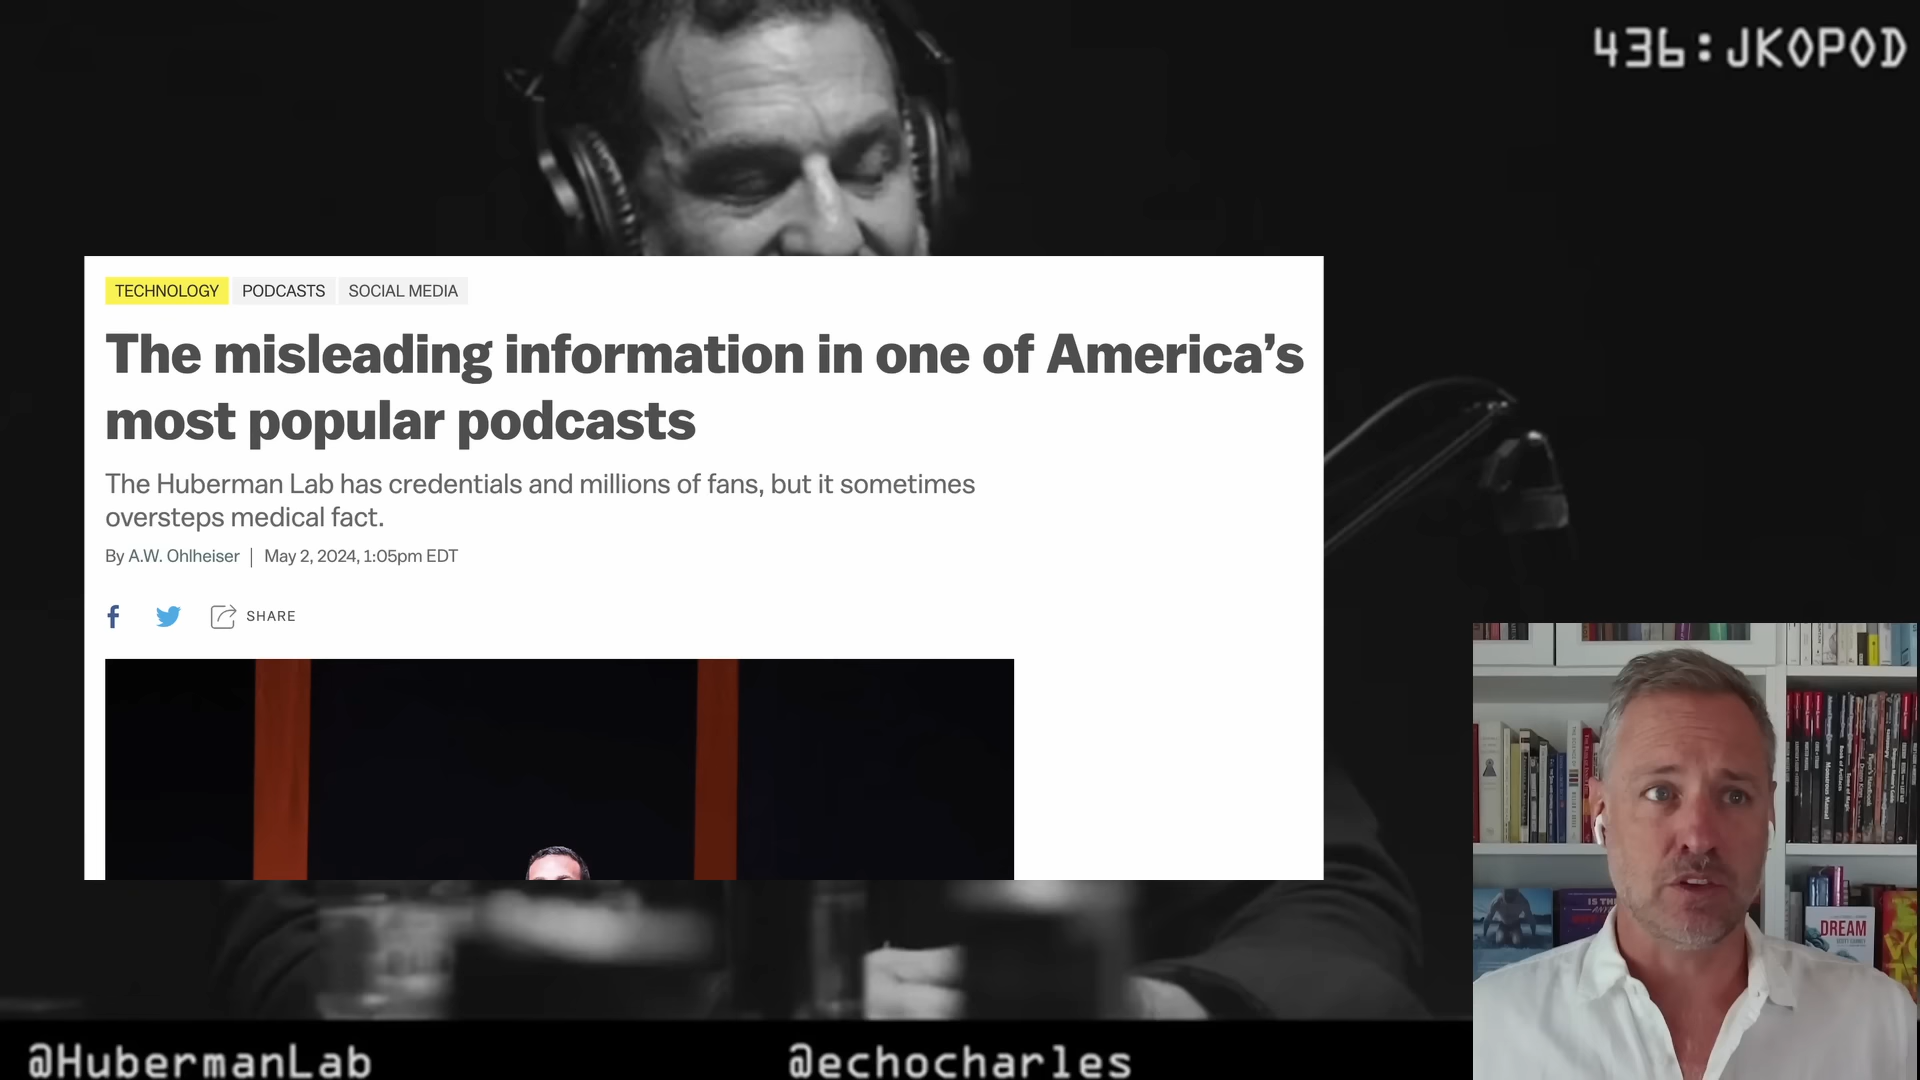 436:JKOPOD
TECHNOLOGY PODCASTS SOCIAL MEDIA
The misleading information in one of America’s
most popular podcasts
The Huberman Lab has credentials and millions of fans, but it sometimes
oversteps medical fact.
By A.W. Ohlheiser | May 2, 2024, 1:05pm EDT
SHARE
IS THE
DREAM
@HubermanLab @echocharles